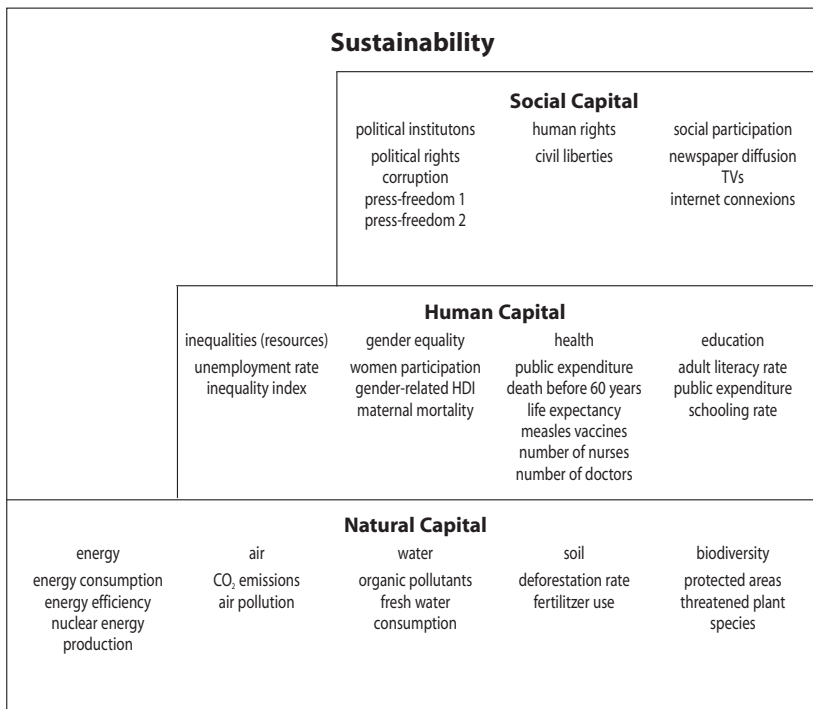 Sustainability
Social Capital
political institutons human rights social participation
political rights civil liberties newspaper diffusion
corruption TVs
press-freedom 1 internet connexions
press-freedom 2
Human Capital
inequalities (resources) gender equality health education
unemployment rate women participation public expenditure adult literacy rate
inequality index gender-related HDI death before 60 years public expenditure
maternal mortality life expectancy schooling rate
measles vaccines
number of nurses
number of doctors
Natural Capital
energy air water soil biodiversity
energy consumption CO₂ emissions organic pollutants deforestation rate protected areas
energy efficiency air pollution fresh water fertilitzer use threatened plant
nuclear energy consumption species
production